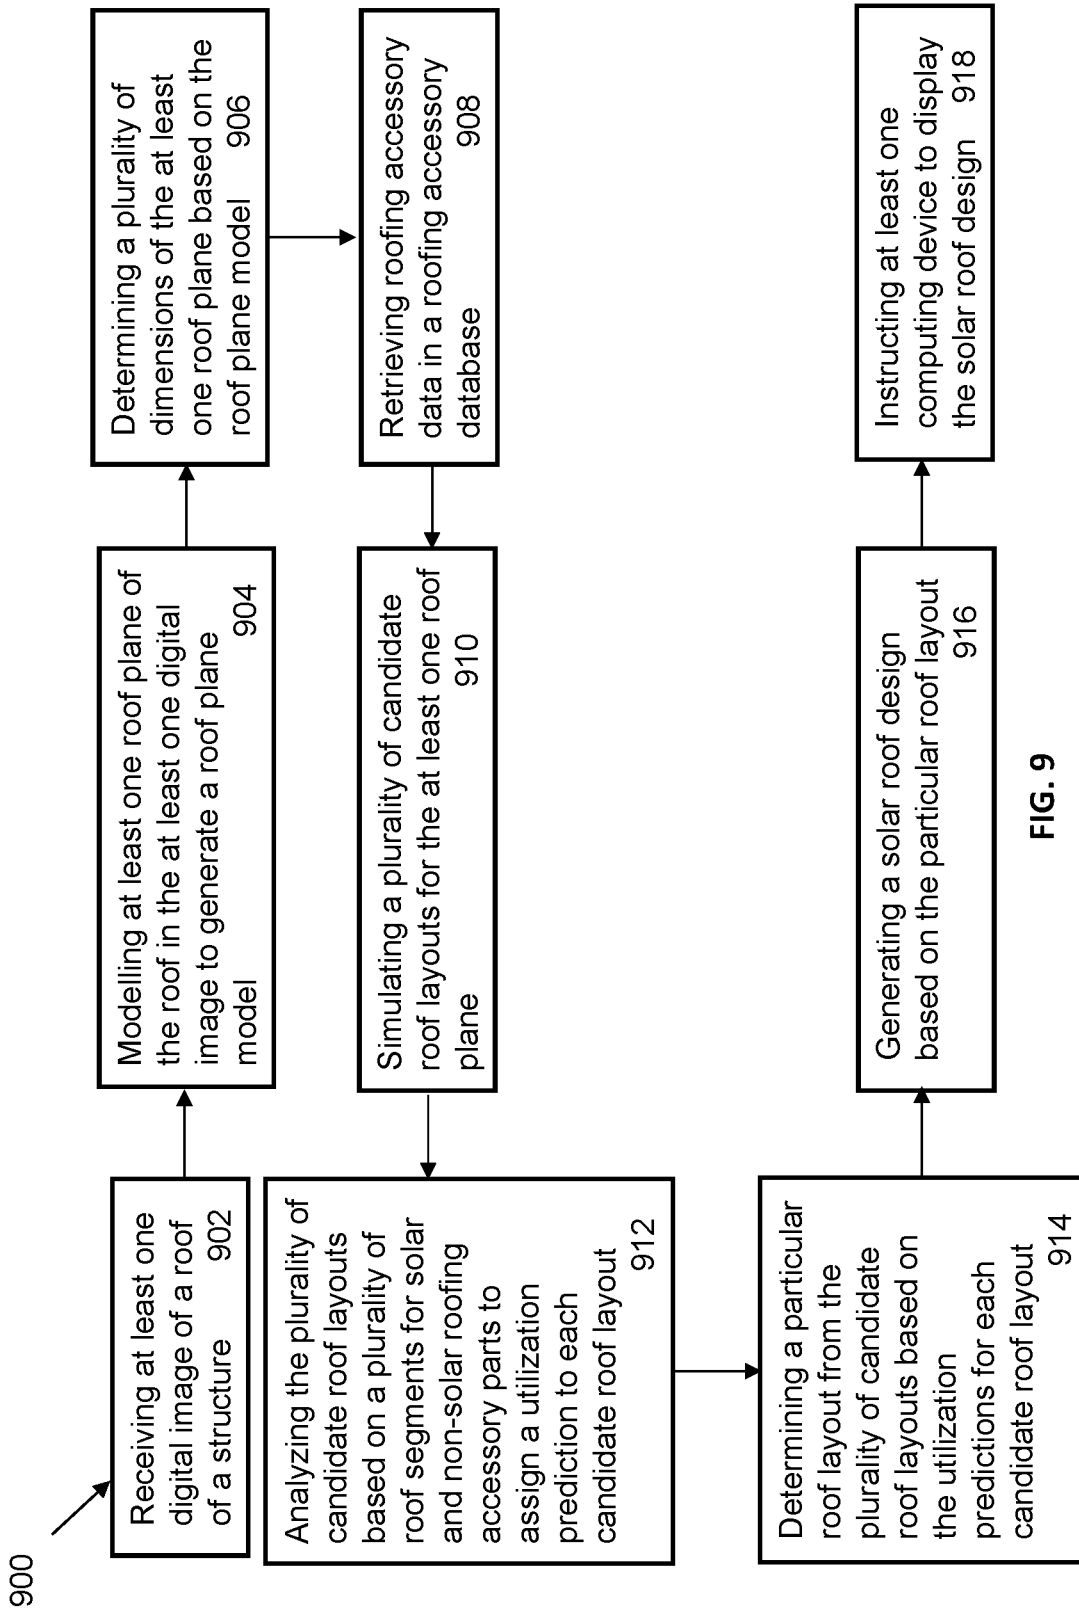 900
Receiving at least one
digital image of a roof
of a structure 902
Modelling at least one roof plane of
the roof in the at least one digital
image to generate a roof plane
model 904
Determining a plurality of
dimensions of the at least
one roof plane based on the
roof plane model 906
Retrieving roofing accessory
data in a roofing accessory
database 908
Simulating a plurality of candidate
roof layouts for the at least one roof
plane 910
Analyzing the plurality of
candidate roof layouts
based on a plurality of
roof segments for solar
and non-solar roofing
accessory parts to
assign a utilization
prediction to each
candidate roof layout
912
Determining a particular
roof layout from the
plurality of candidate
roof layouts based on
the utilization
predictions for each
candidate roof layout
914
Generating a solar roof design
based on the particular roof layout
916
Instructing at least one
computing device to display
the solar roof design 918
FIG. 9